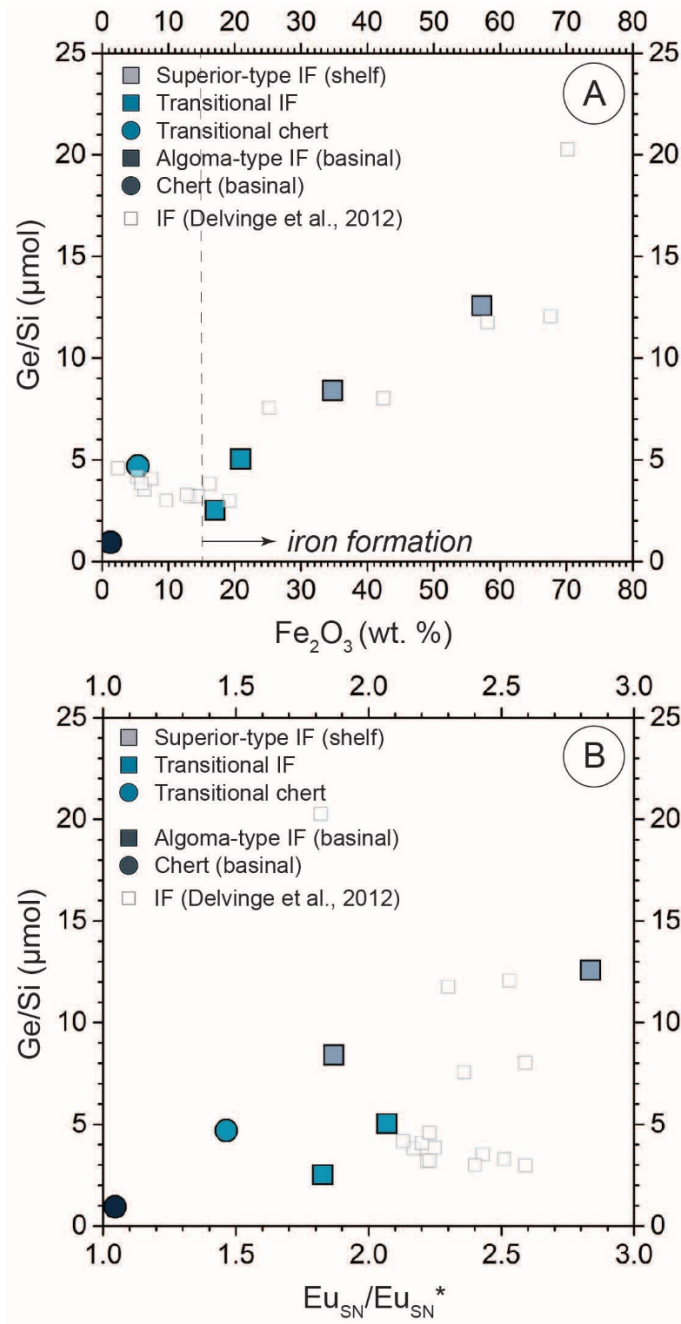 0 10 20 30 40 50 60 70 80
25
20
15
10
5
0
Ge/Si (µmol)
Superior-type IF (shelf)
Transitional IF
Transitional chert
Algoma-type IF (basinal)
Chert (basinal)
IF (Delvinge et al., 2012)
A
iron formation
25
20
15
10
5
0
0 10 20 30 40 50 60 70 80
Fe2O3 (wt. %)
1.0 1.5 2.0 2.5 3.0
25
20
15
10
5
0
Ge/Si (µmol)
Superior-type IF (shelf)
Transitional IF
Transitional chert
Algoma-type IF (basinal)
Chert (basinal)
IF (Delvinge et al., 2012)
B
25
20
15
10
5
0
1.0 1.5 2.0 2.5 3.0
EuSN/EuSN*